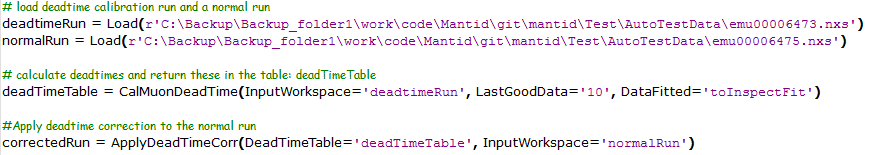 # load deadtime calibration run and a normal run
deadtimeRun = Load(r'C:\Backup\Backup_folder1\work\code\Mantid\git\mantid\Test\AutoTestData\emu00006473.nxs')
normalRun = Load(r'C:\Backup\Backup_folder1\work\code\Mantid\git\mantid\Test\AutoTestData\emu00006475.nxs')
# calculate deadtimes and return these in the table: deadTimeTable
deadTimeTable = CalMuonDeadTime(InputWorkspace='deadtimeRun', LastGoodData='10', DataFitted='toInspectFit')
#Apply deadtime correction to the normal run
correctedRun = ApplyDeadTimeCorr(DeadTimeTable='deadTimeTable', InputWorkspace='normalRun')